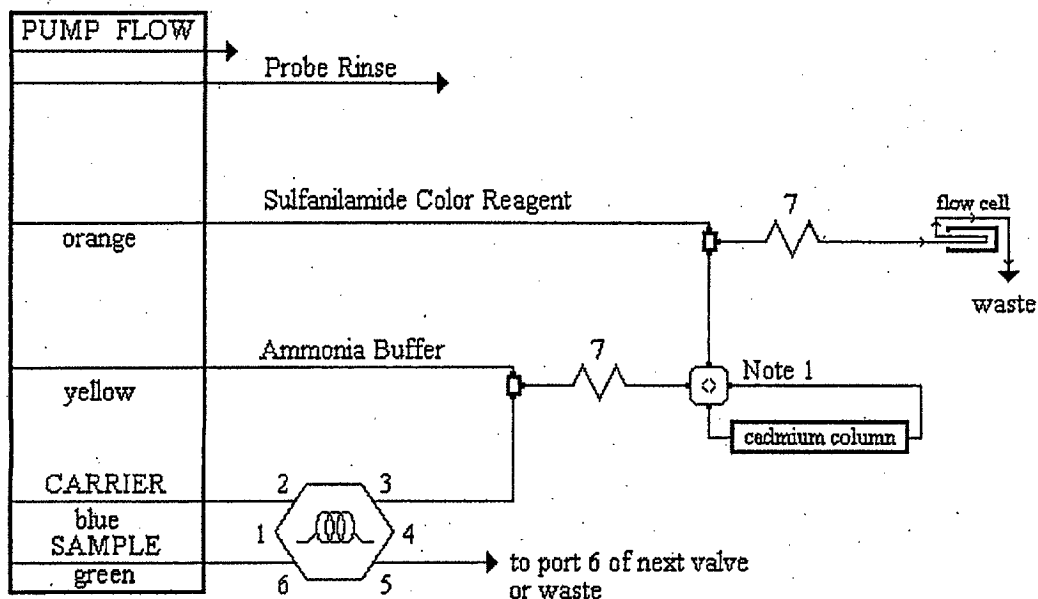 PUMP FLOW
Probe Rinse
Sulfanilamide Color Reagent
orange
7
flow cell
waste
Ammonia Buffer
yellow
7
Note 1
cadmium column
CARRIER
2
3
blue
1
4
SAMPLE
green
6
5
to port 6 of next valve
or waste